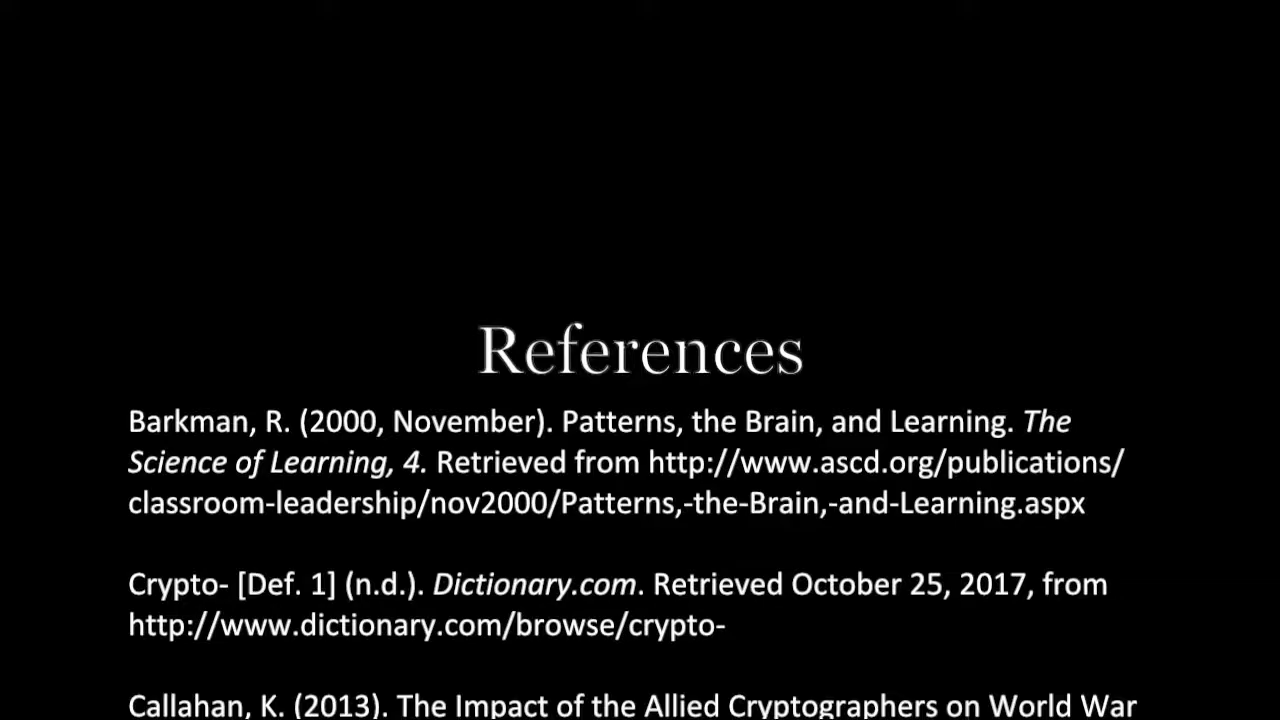 References
Barkman, R. (2000, November). Patterns, the Brain, and Learning. The
Science of Learning, 4. Retrieved from http://www.ascd.org/publications/
classroom-leadership/nov2000/Patterns,-the-Brain,-and-Learning.aspx
Crypto- [Def. 1] (n.d.). Dictionary.com. Retrieved October 25, 2017, from
http://www.dictionary.com/browse/crypto-
Callahan, K. (2013). The Impact of the Allied Cryptographers on World War